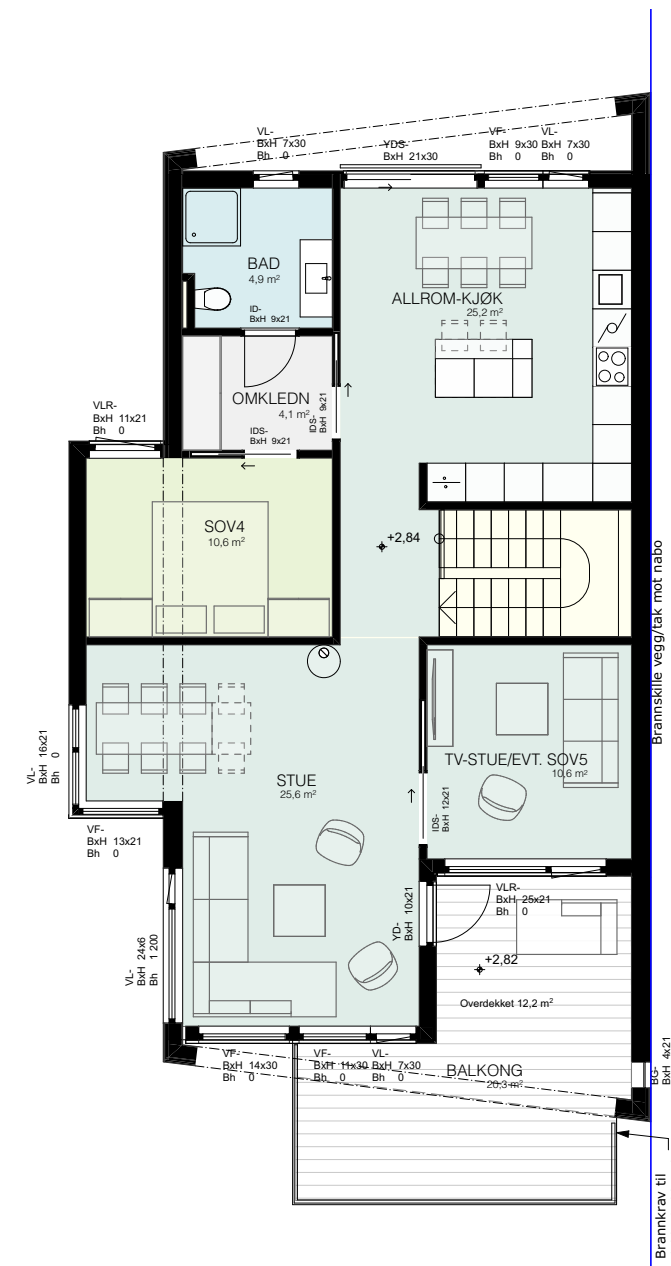 VL-
BxH 7x30
Bh 0
YDS-
BxH 21x30
VF-
BxH 9x30
Bh 0
VL-
BxH 7x30
Bh 0
BAD
4,9 m²
ID-
BxH 9x21
ALLROM-KJØK
25,2 m²
OMKLEDN
4,1 m²
IDS-
BxH 9x21
IDS-
BxH 9x21
VLR-
BxH 11x21
Bh 0
SOV4
10,6 m²
+2,84
Brannskille vegg/tak mot nabo
VL-
BxH 16x21
Bh 0
STUE
25,6 m²
TV-STUE/EVT. SOV5
10,6 m²
IDS-
BxH 12x21
VF-
BxH 13x21
Bh 0
VLR-
BxH 25x21
Bh 0
YD-
BxH 10x21
VL-
BxH 24x6
Bh 1 200
+2,82
Overdekket 12,2 m²
VF-
BxH 14x30
Bh 0
VF-
BxH 11x30
Bh 0
VL-
BxH 7x30
Bh 0
BALKONG
20,3 m²
BG-
BxH 4x21
Brannkrav til